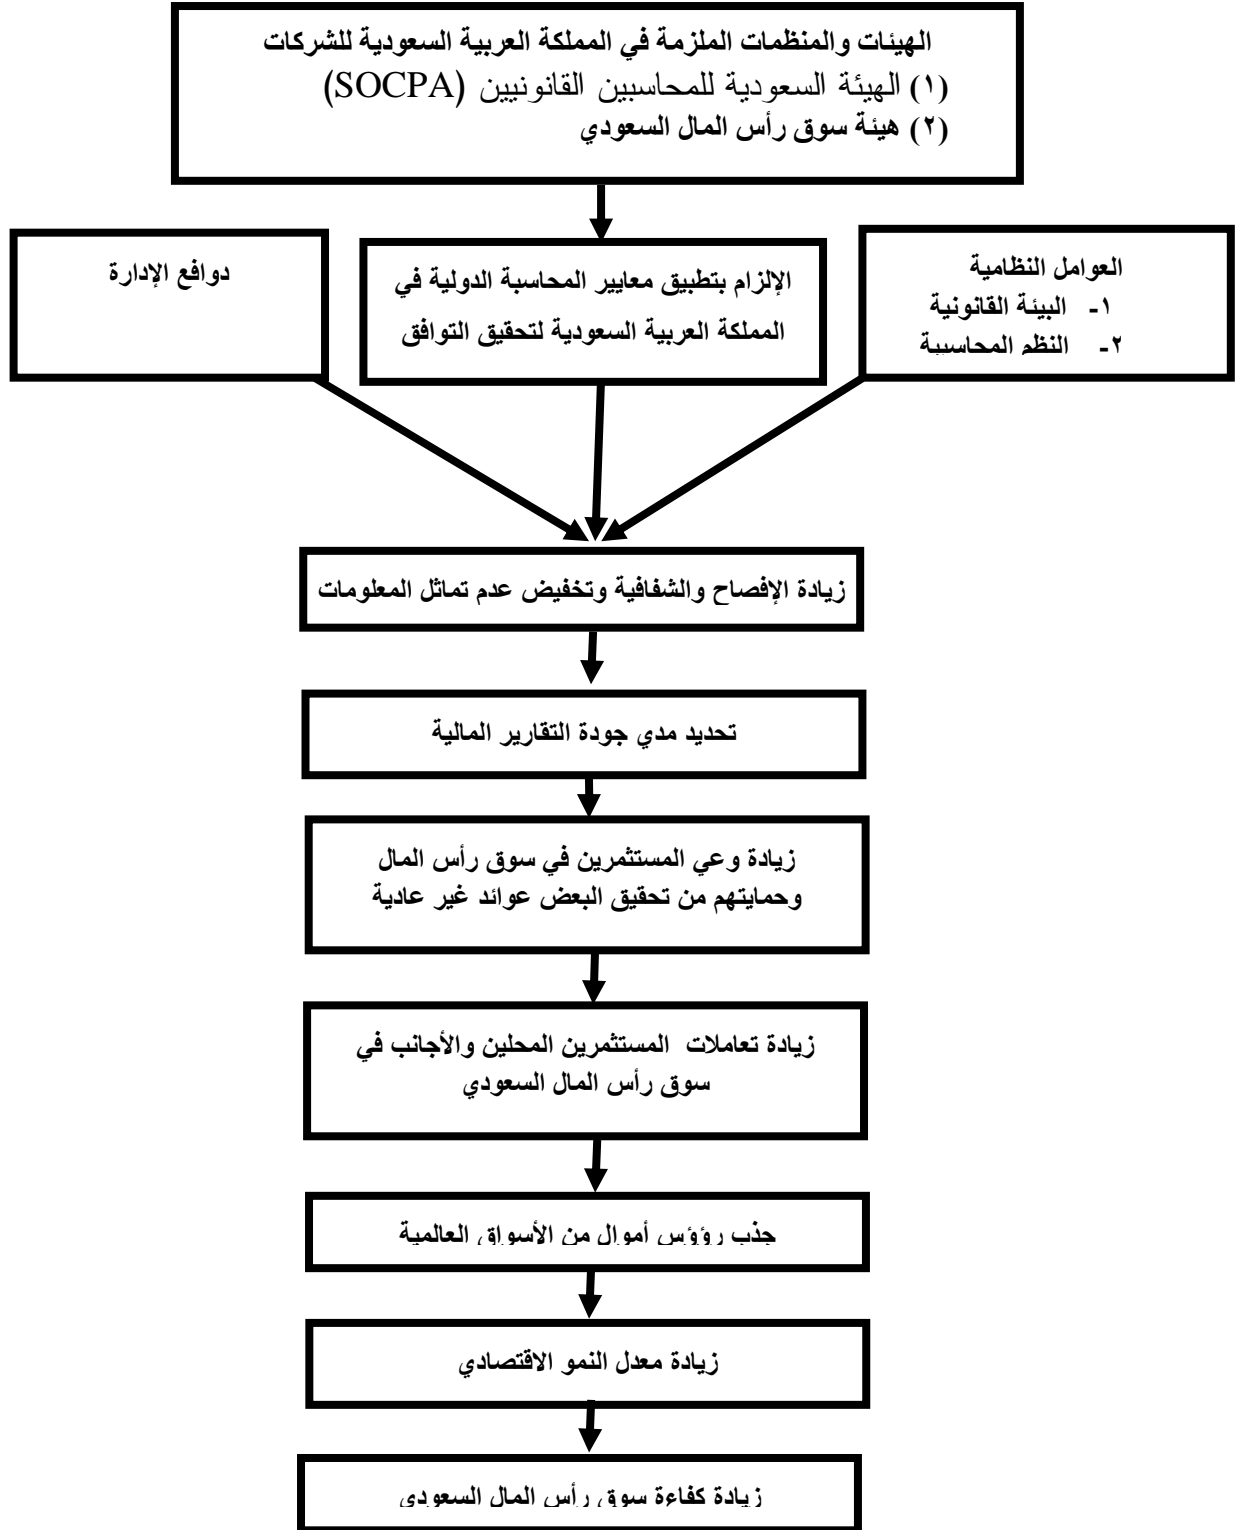 الهيئات والمنظمات الملزمة في المملكة العربية السعودية للشركات
(١) الهيئة السعودية للمحاسبين القانونيين (SOCPA)
(٢) هيئة سوق رأس المال السعودي
العوامل النظامية
١- البيئة القانونية
٢- النظم المحاسبية
الإلزام بتطبيق معايير المحاسبة الدولية في
المملكة العربية السعودية لتحقيق التوافق
دوافع الإدارة
زيادة الإفصاح والشفافية وتخفيض عدم تماثل المعلومات
تحديد مدي جودة التقارير المالية
زيادة وعي المستثمرين في سوق رأس المال
وحمايتهم من تحقيق البعض عوائد غير عادية
زيادة تعاملات المستثمرين المحلين والأجانب في
سوق رأس المال السعودي
جذب رؤؤس أموال من الأسواق العالمية
زيادة معدل النمو الاقتصادي
زيادة كفاءة سوق رأس المال السعودي